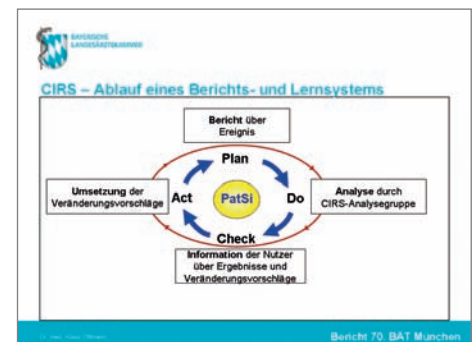 BAYERISCHE
LANDESÄRZTEKAMMER
CIRS – Ablauf eines Berichts- und Lernsystems
Bericht über
Ereignis
Plan
Umsetzung der
Veränderungsvorschläge
Act
PatSi
Do
Analyse durch
CIRS-Analysegruppe
Check
Information der Nutzer
über Ergebnisse und
Veränderungsvorschläge
Bericht 70. BÄT München